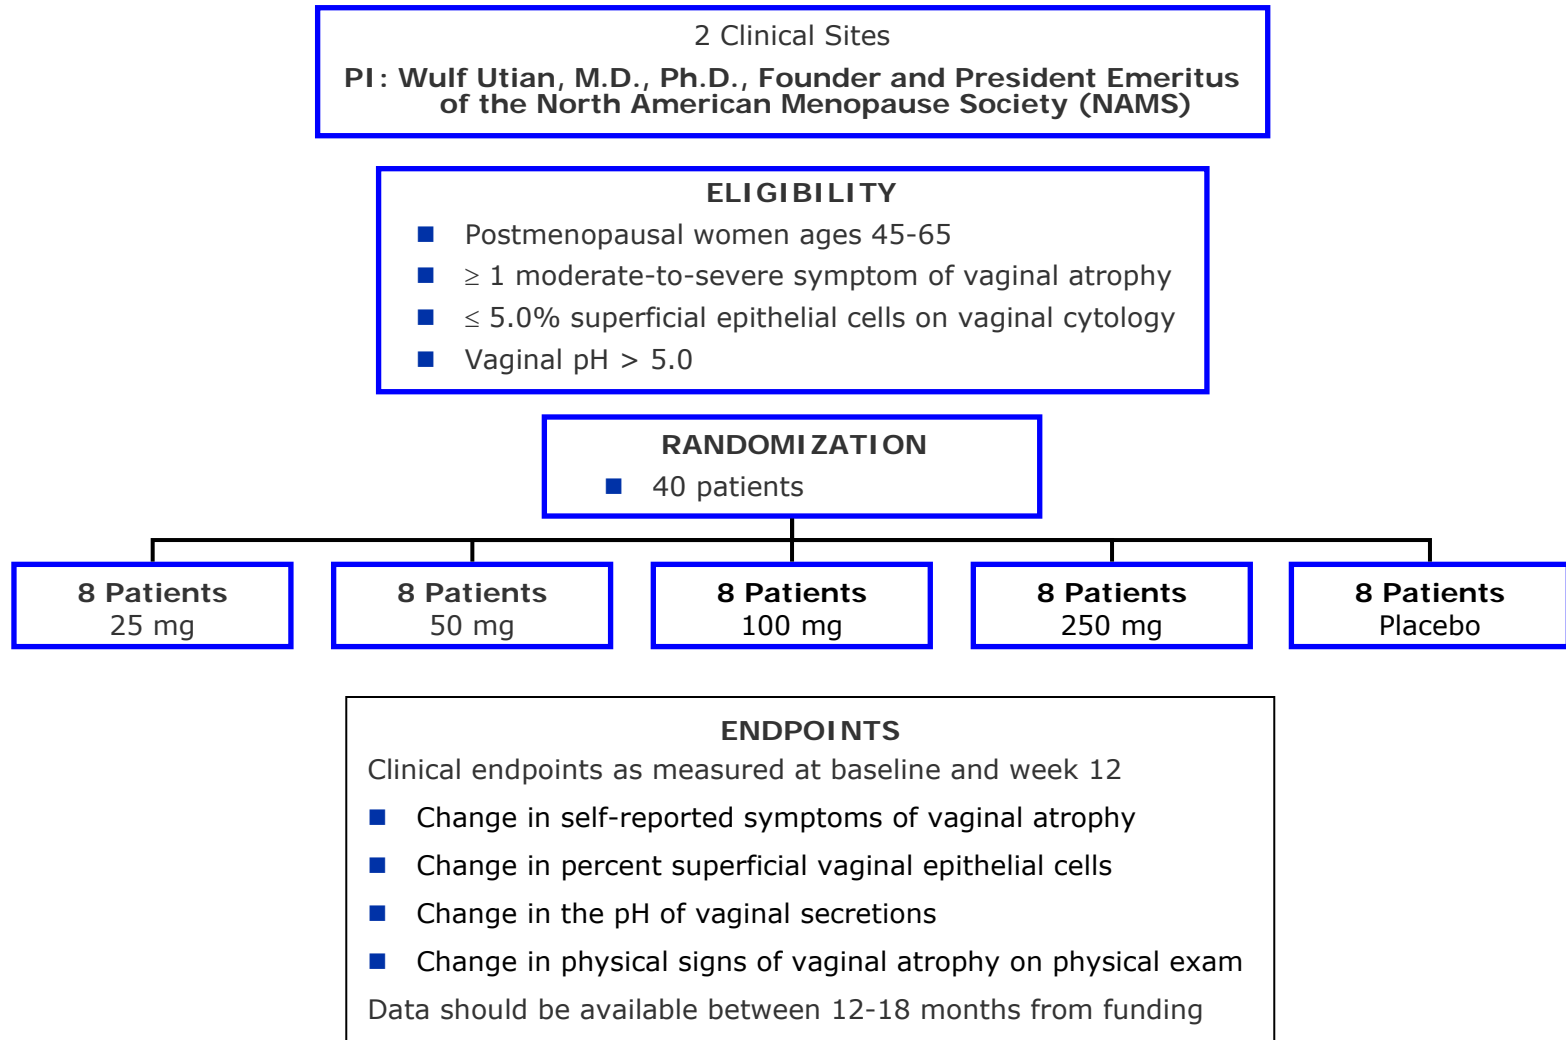 2 Clinical Sites
PI: Wulf Utian, M.D., Ph.D., Founder and President Emeritus
of the North American Menopause Society (NAMS)
ELIGIBILITY
■ Postmenopausal women ages 45-65
■ ≥ 1 moderate-to-severe symptom of vaginal atrophy
■ ≤ 5.0% superficial epithelial cells on vaginal cytology
■ Vaginal pH > 5.0
RANDOMIZATION
■ 40 patients
8 Patients
25 mg
8 Patients
50 mg
8 Patients
100 mg
8 Patients
250 mg
8 Patients
Placebo
ENDPOINTS
Clinical endpoints as measured at baseline and week 12
■ Change in self-reported symptoms of vaginal atrophy
■ Change in percent superficial vaginal epithelial cells
■ Change in the pH of vaginal secretions
■ Change in physical signs of vaginal atrophy on physical exam
Data should be available between 12-18 months from funding